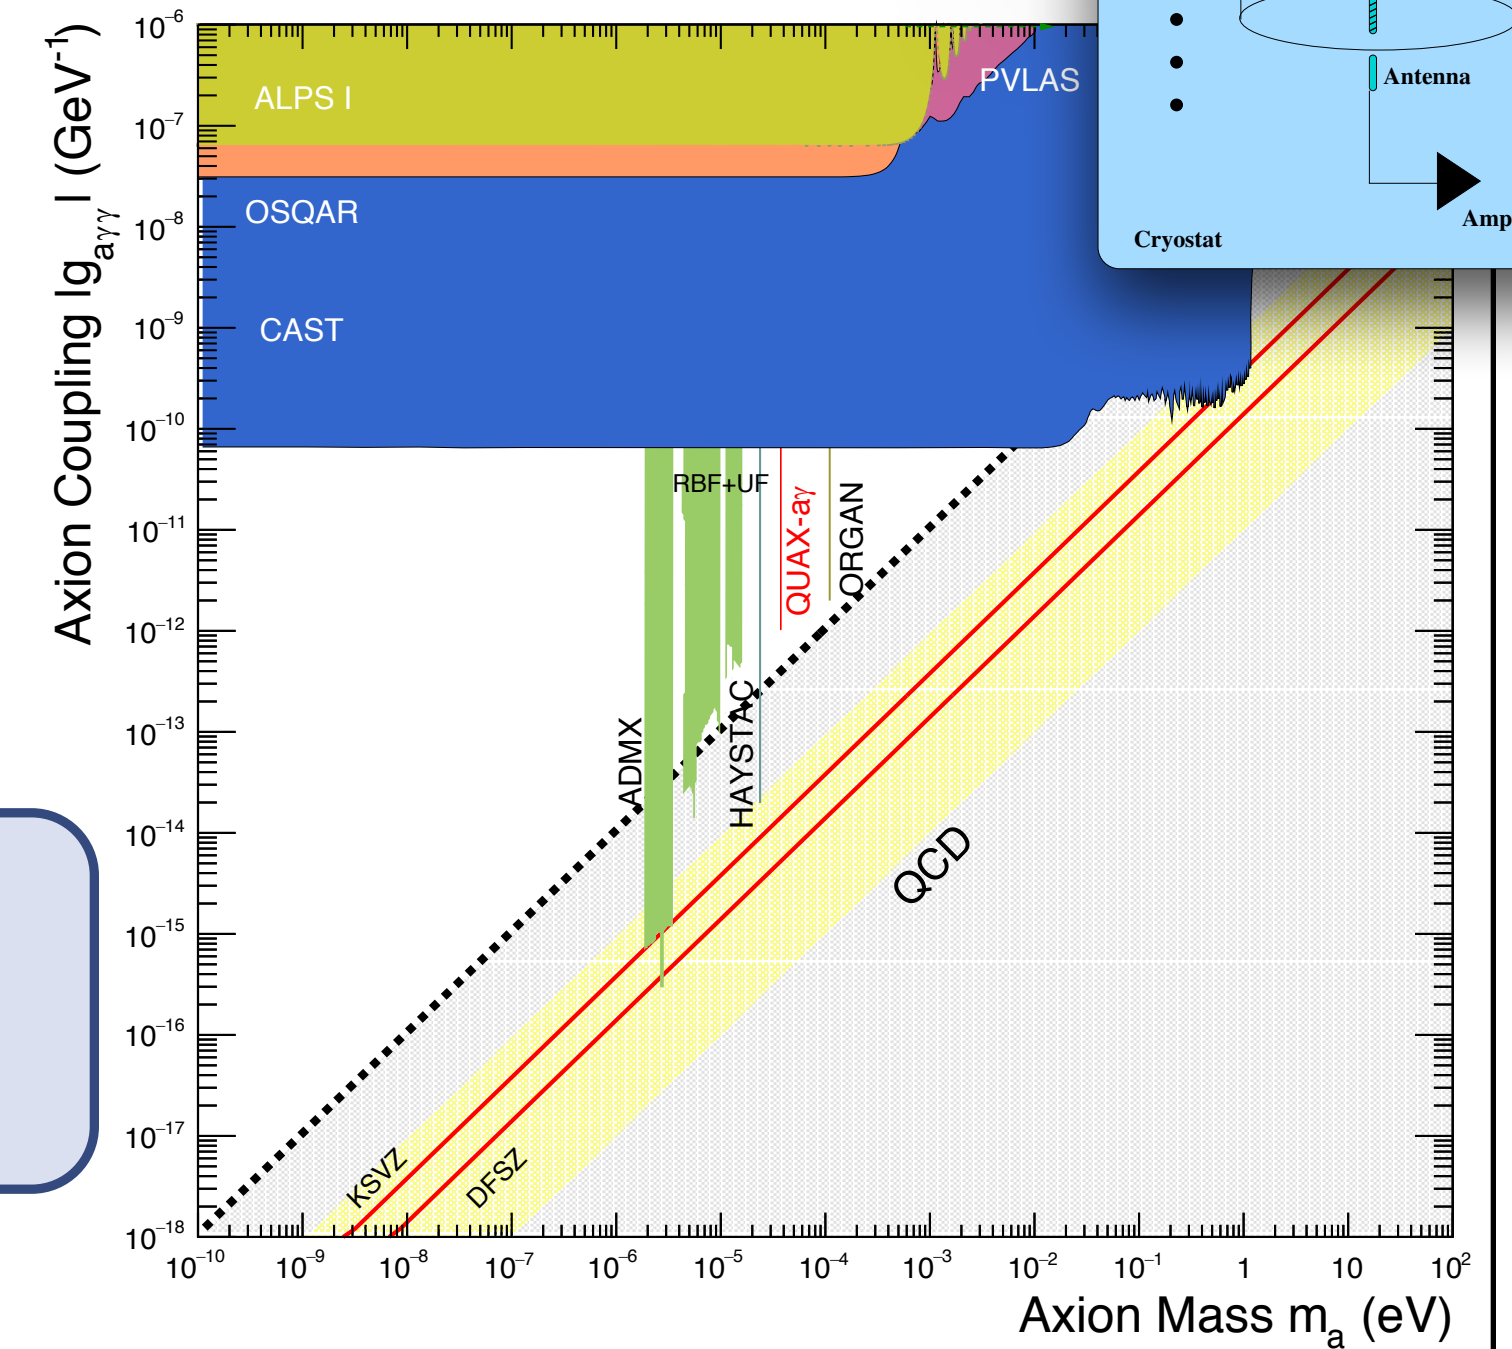 Axion Coupling |g_aγγ| (GeV⁻¹)
10⁻⁶
10⁻⁷
10⁻⁸
10⁻⁹
10⁻¹⁰
10⁻¹¹
10⁻¹²
10⁻¹³
10⁻¹⁴
10⁻¹⁵
10⁻¹⁶
10⁻¹⁷
10⁻¹⁸
ALPS I
PVLAS
OSQAR
CAST
Antenna
Amp
Cryostat
RBF+UF
QUAX-aγ
ORGAN
ADMX
HAYSTAC
QCD
KSVZ
DFSZ
10⁻¹⁰ 10⁻⁹ 10⁻⁸ 10⁻⁷ 10⁻⁶ 10⁻⁵ 10⁻⁴ 10⁻³ 10⁻² 10⁻¹ 1 10 10²
Axion Mass mₐ (eV)